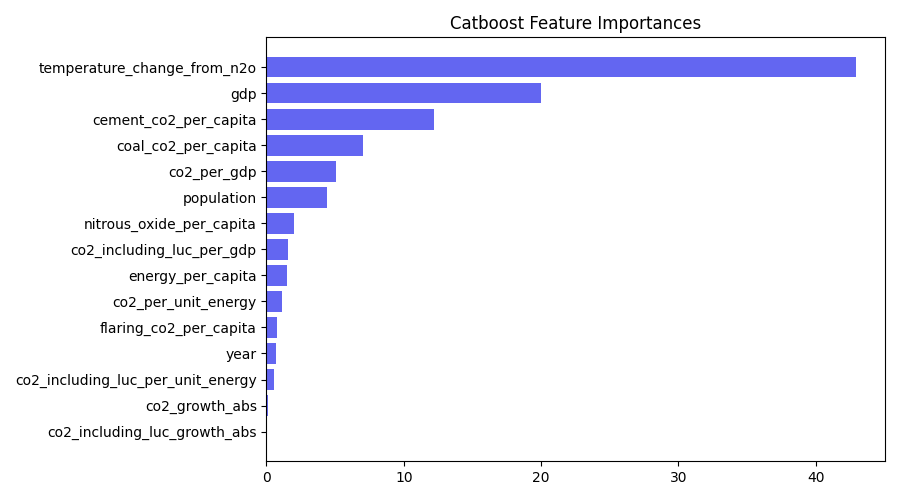 Catboost Feature Importances
temperature_change_from_n2o
gdp
cement_co2_per_capita
coal_co2_per_capita
co2_per_gdp
population
nitrous_oxide_per_capita
co2_including_luc_per_gdp
energy_per_capita
co2_per_unit_energy
flaring_co2_per_capita
year
co2_including_luc_per_unit_energy
co2_growth_abs
co2_including_luc_growth_abs
0 10 20 30 40